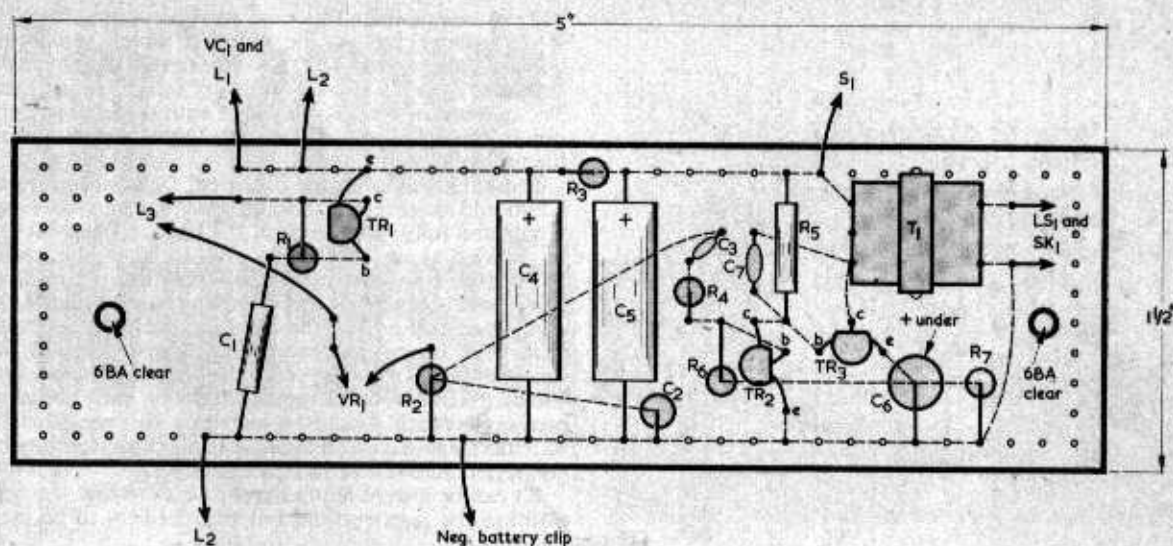 5"
VC1 and
L1
L2
S1
e
c
R3
L3
TR1
R1
b
+
+
C4
C5
C3
C7
R5
T1
LS1 and
SK1
R4
C1
6BA clear
c
b
c
+ under
b
e
TR3
R7
6BA
clear
1 1/2"
VR1
R2
C2
R6
TR2
e
C6
L2
Neg. battery clip